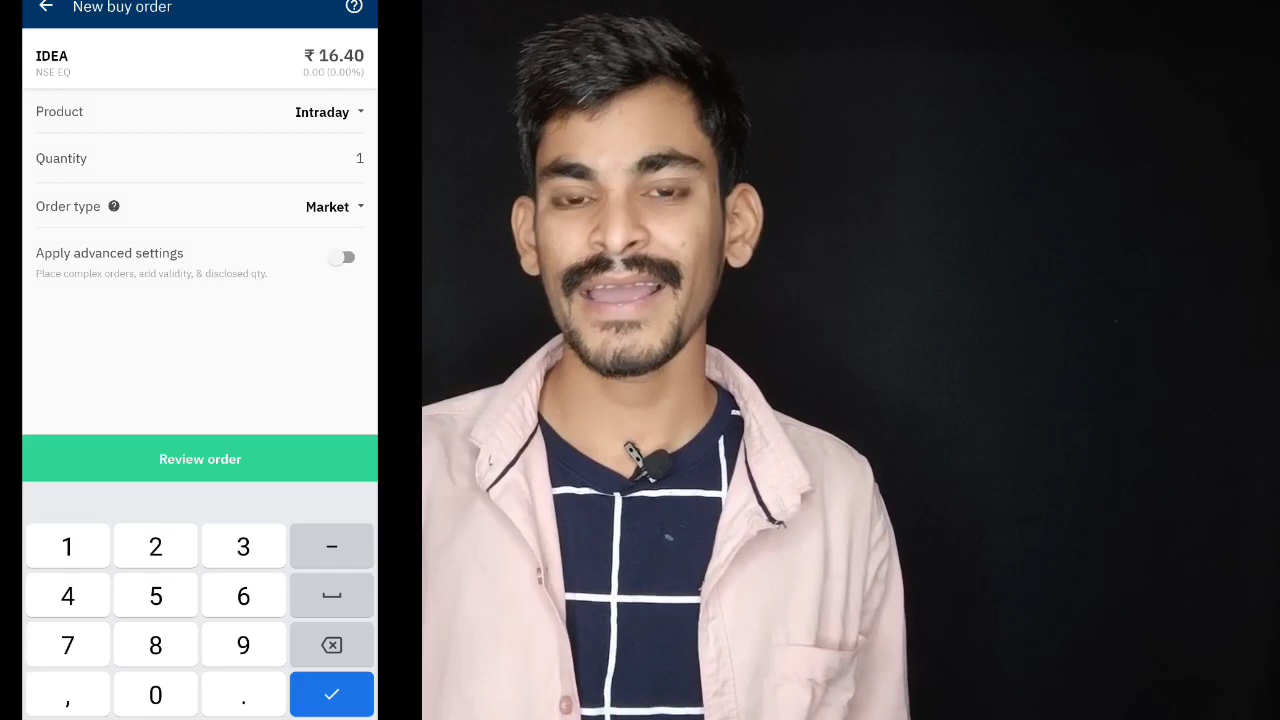 New buy order
IDEA
₹ 16.40
NSE EQ
0.00 (0.00%)
Product
Intraday
Quantity
1
Order type
Market
Apply advanced settings
Place complex orders, add validity, & disclosed qty.
Review order
1 2 3 –
4 5 6
7 8 9
, 0 .